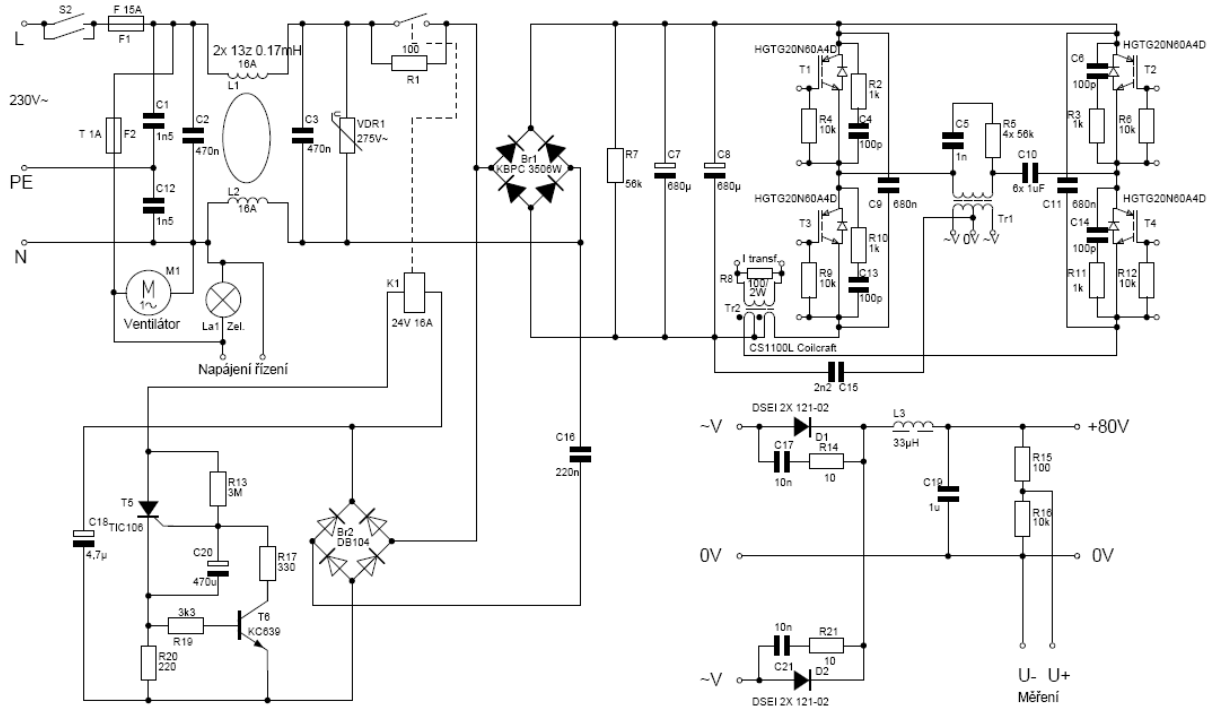 S2
F 15A
F1
L
2x 13z 0.17mH
16A
L1
100
R1
230V~
T 1A
F2
C1
1n5
C2
470n
C3
470n
U
VDR1
275V~
PE
C12
1n5
L2
16A
N
M
1~
M1
Ventilátor
La1
Zel.
Napájení řízení
K1
24V 16A
Br1
KBPC 3506W
R7
56k
C7
680µ
C8
680µ
HGTG20N60A4D
T1
R2
1k
R4
10k
C4
100p
C5
1n
R5
4x 56k
C10
6x 1uF
C6
100p
HGTG20N60A4D
T2
R3
1k
R6
10k
HGTG20N60A4D
T3
C9
680n
R10
1k
R9
10k
C13
100p
Tr1
~V 0V ~V
C11
680n
HGTG20N60A4D
C14
100p
T4
R11
1k
R12
10k
I transf.
R8
100/
2W
Tr2
CS1100L Coilcraft
2n2
C15
C16
220n
T5
TIC106
R13
3M
C18
4,7µ
C20
470u
R17
330
Br2
DB104
3k3
R19
T6
KC639
R20
220
~V
DSEI 2X 121-02
D1
C17
10n
R14
10
L3
33µH
+80V
C19
1u
R15
100
R16
10k
0V
0V
10n
C21
R21
10
~V
D2
DSEI 2X 121-02
U- U+
Měření